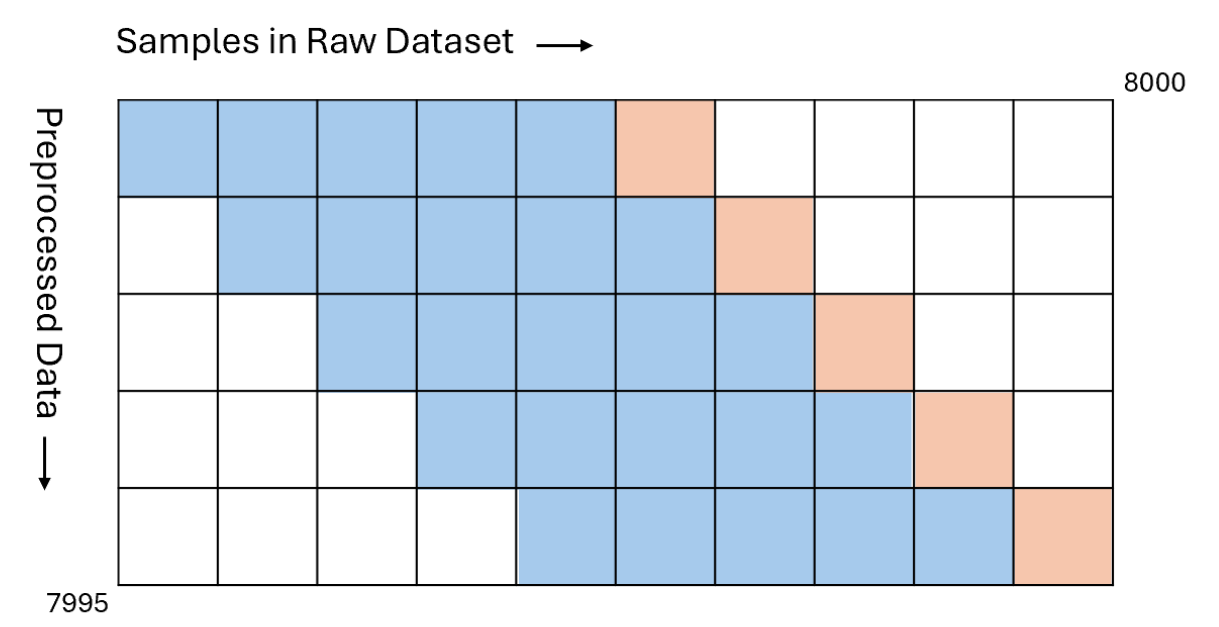 Samples in Raw Dataset
8000
Preprocessed Data
7995